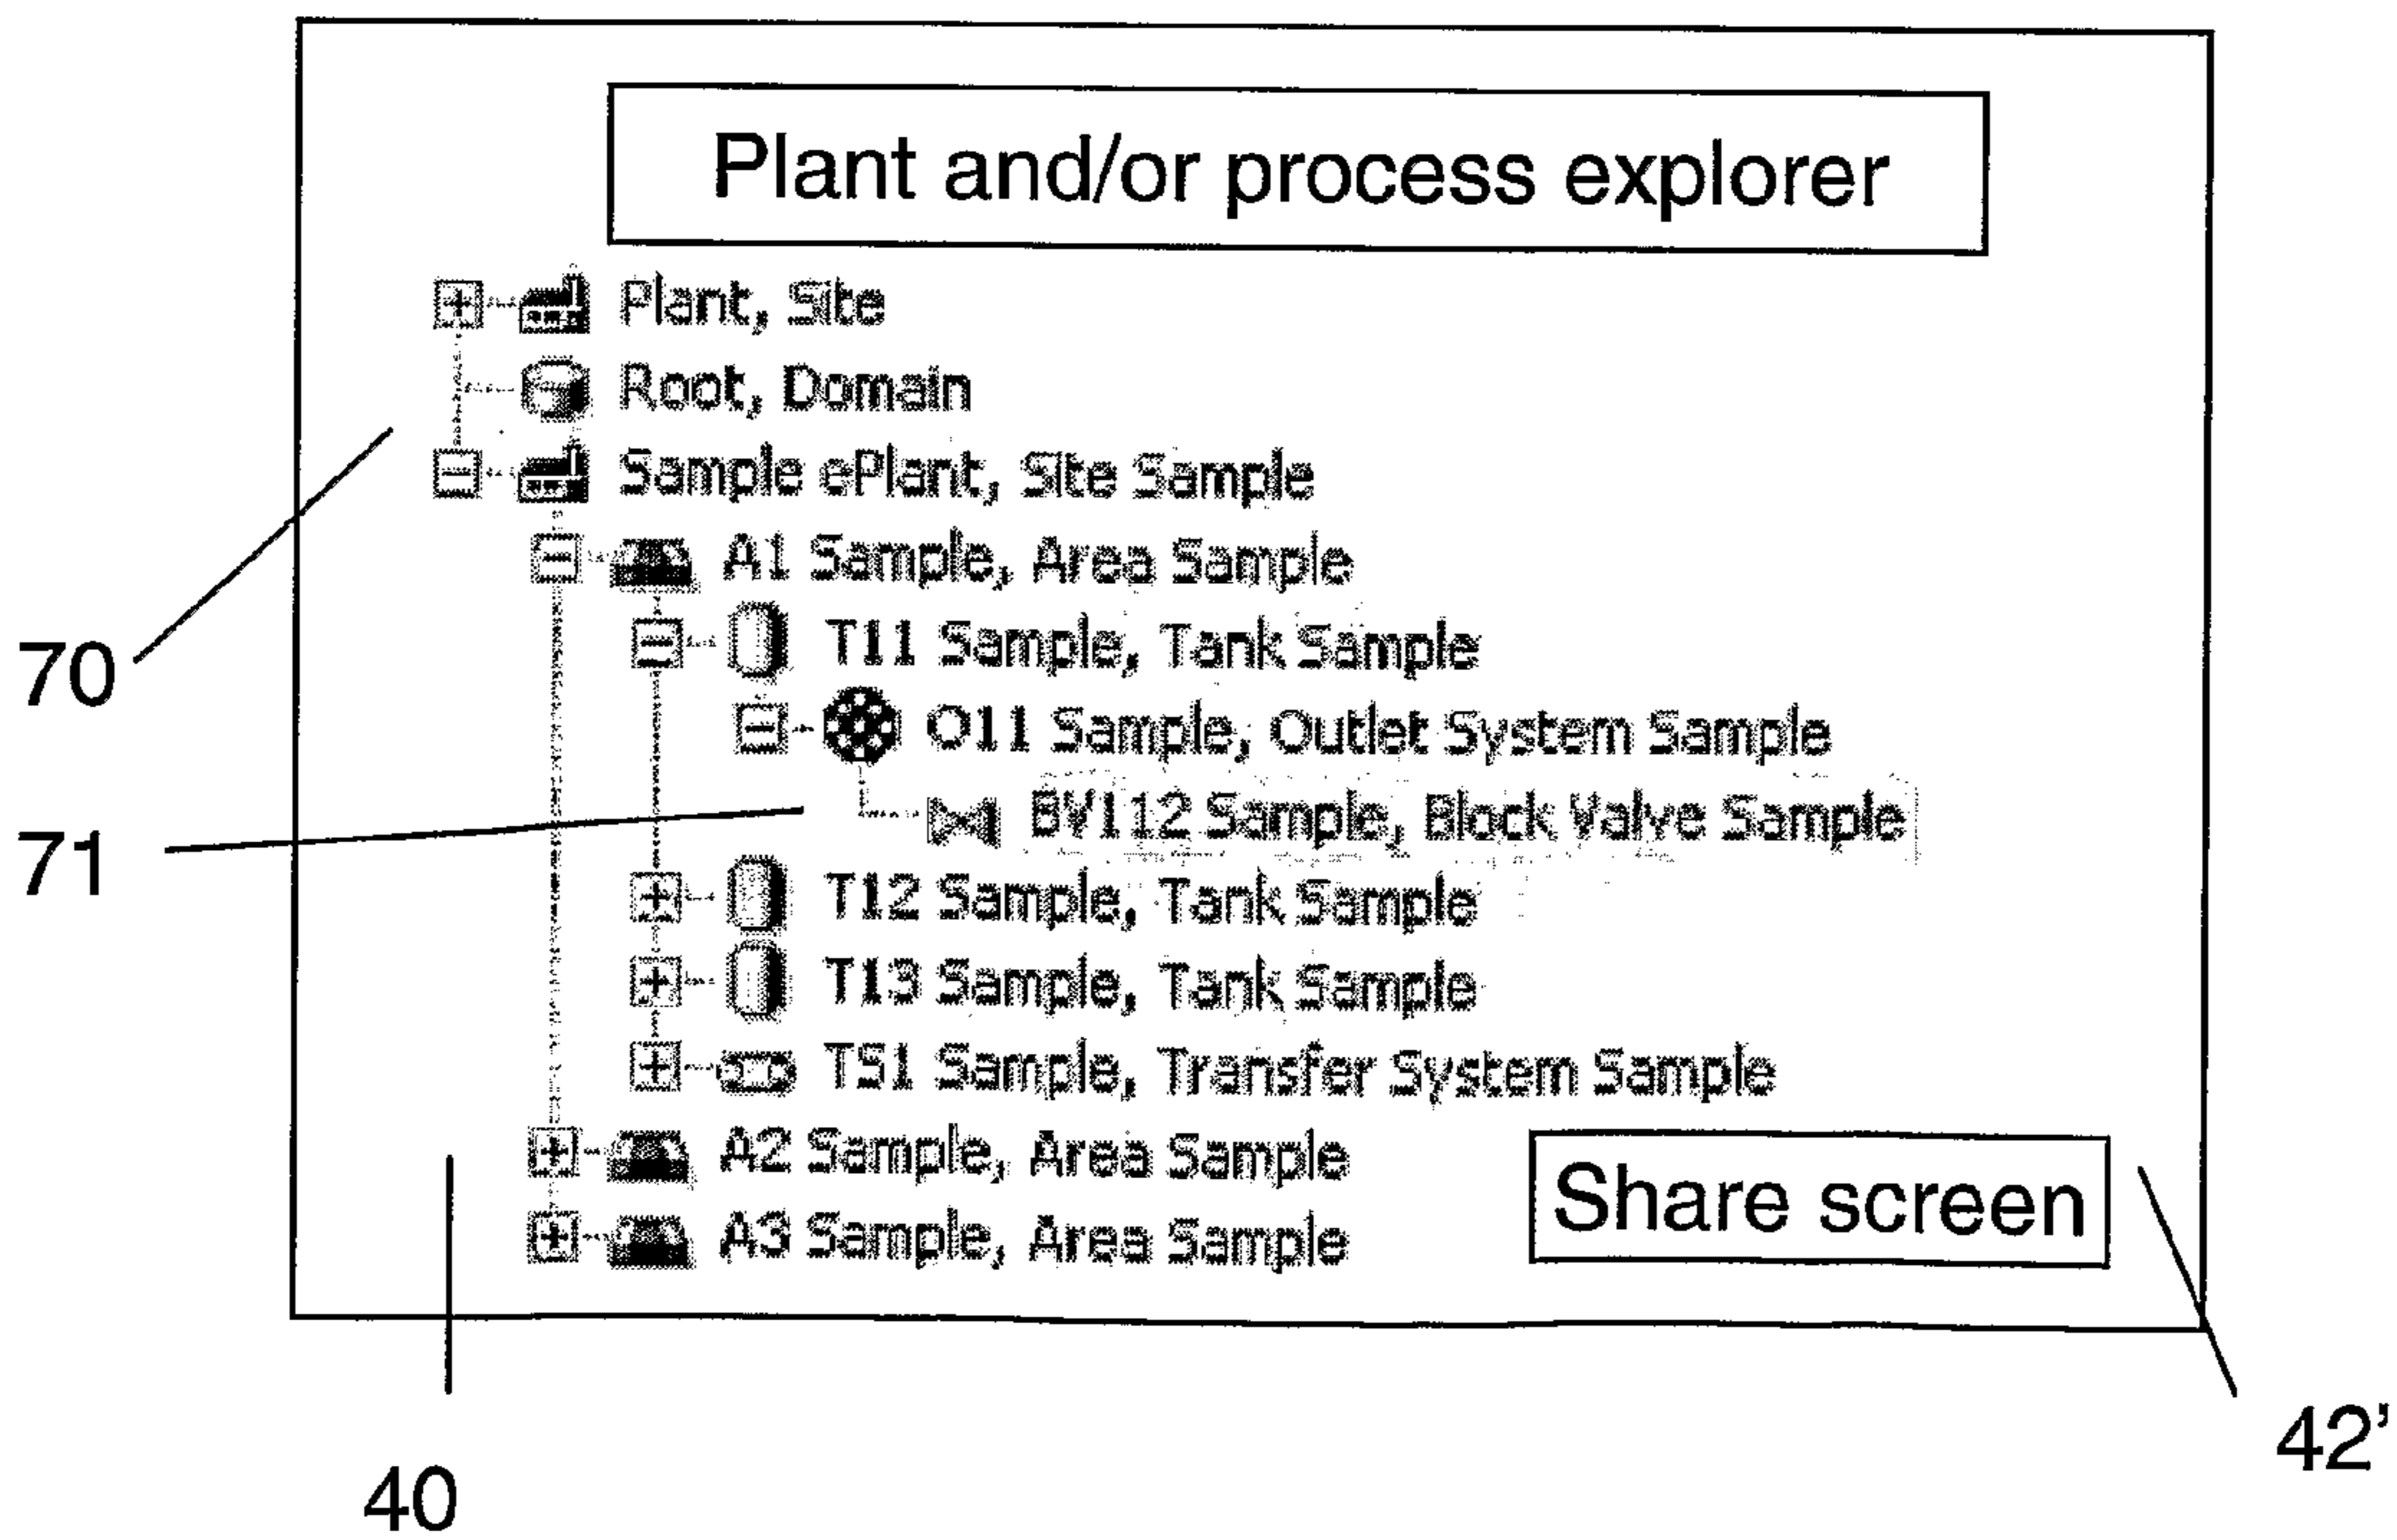 Plant and/or process explorer
Plant, Site
Root, Domain
Sample ePlant, Site Sample
A1 Sample, Area Sample
T11 Sample, Tank Sample
O11 Sample, Outlet System Sample
BV112 Sample, Block Valve Sample
T12 Sample, Tank Sample
T13 Sample, Tank Sample
TS1 Sample, Transfer System Sample
A2 Sample, Area Sample
A3 Sample, Area Sample
Share screen
70
71
40
42'